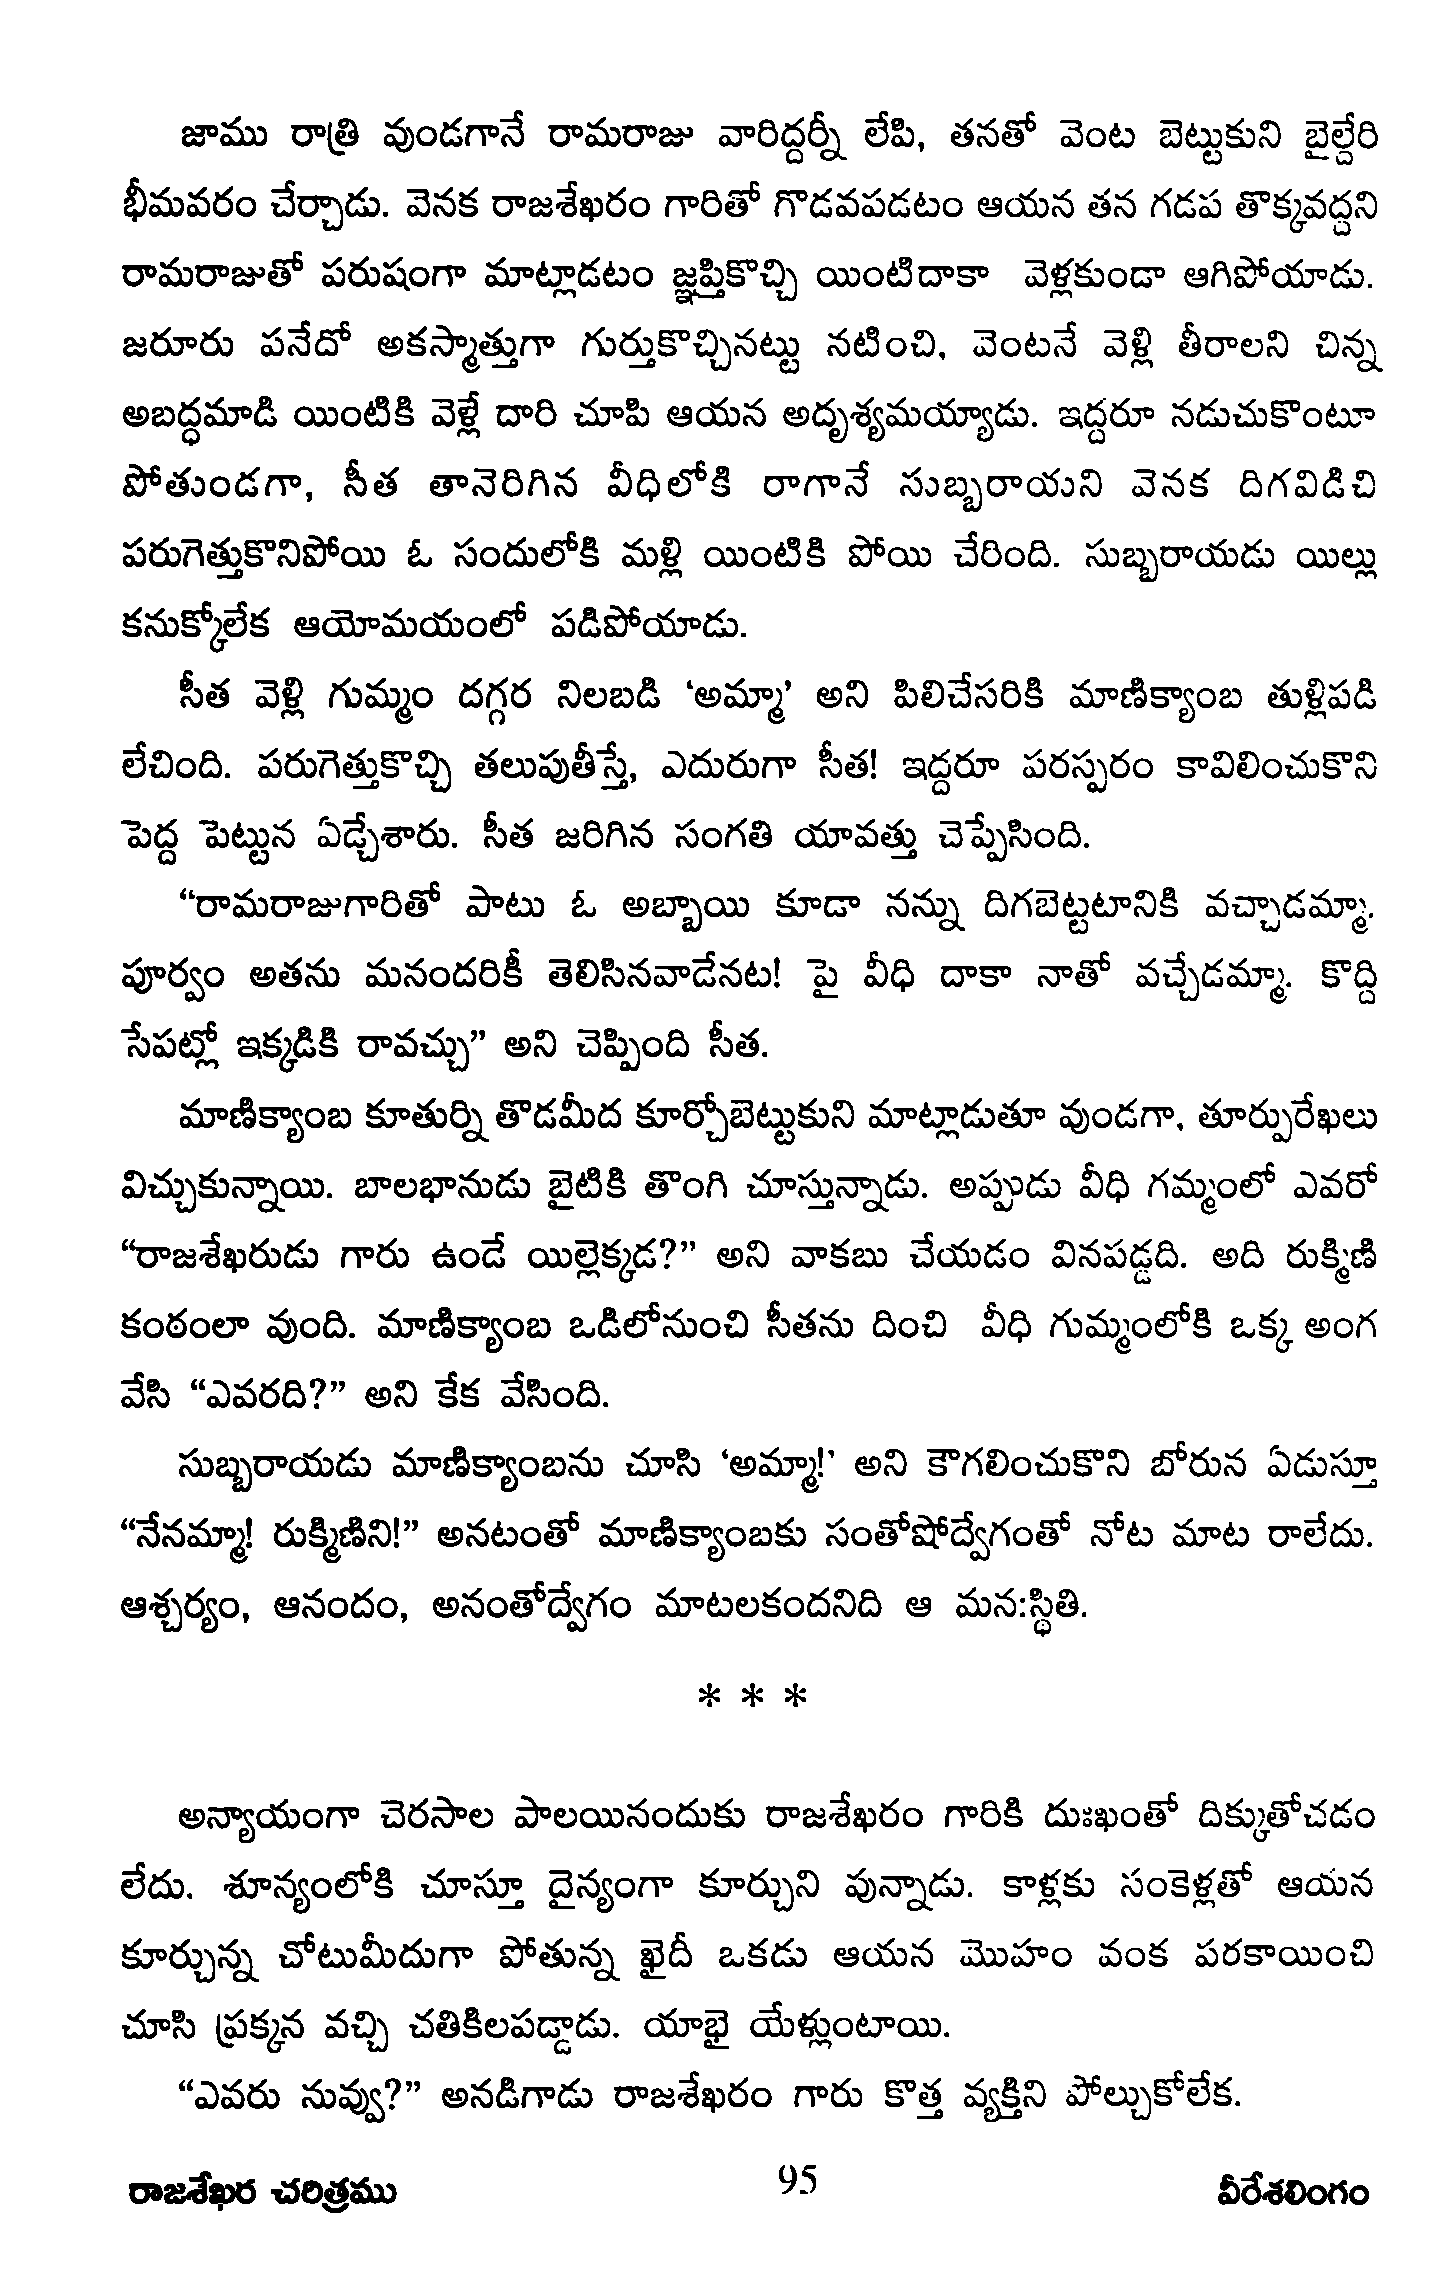 జాము రాత్రి వుండగానే రామరాజు వారిద్దర్నీ లేపి, తనతో వెంట బెట్టుకుని బైల్దేరి
భీమవరం చేర్చాడు. వెనక రాజశేఖరం గారితో గొడవపడటం ఆయన తన గడప తొక్కవద్దని
రామరాజుతో పరుషంగా మాట్లాడటం జ్ఞప్తికొచ్చి యింటిదాకా వెళ్లకుండా ఆగిపోయాడు.
జరూరు పనేదో అకస్మాత్తుగా గుర్తుకొచ్చినట్టు నటించి, వెంటనే వెళ్లి తీరాలని చిన్న
అబద్ధమాడి యింటికి వెళ్లే దారి చూపి ఆయన అదృశ్యమయ్యాడు. ఇద్దరూ నడుచుకొంటూ
పోతుండగా, సీత తానెరిగిన వీధిలోకి రాగానే సుబ్బరాయని వెనక దిగవిడిచి
పరుగెత్తుకొనిపోయి ఓ సందులోకి మళ్లి యింటికి పోయి చేరింది. సుబ్బరాయడు యిల్లు
కనుక్కోలేక ఆయోమయంలో పడిపోయాడు.
సీత వెళ్లి గుమ్మం దగ్గర నిలబడి ‘అమ్మా’ అని పిలిచేసరికి మాణిక్యాంబ తుళ్లిపడి
లేచింది. పరుగెత్తుకొచ్చి తలుపుతీస్తే, ఎదురుగా సీత! ఇద్దరూ పరస్పరం కావిలించుకొని
పెద్ద పెట్టున ఏడ్చేశారు. సీత జరిగిన సంగతి యావత్తు చెప్పేసింది.
“రామరాజుగారితో పాటు ఓ అబ్బాయి కూడా నన్ను దిగబెట్టటానికి వచ్చాడమ్మా.
పూర్వం అతను మనందరికీ తెలిసినవాడేనట! పై వీధి దాకా నాతో వచ్చేడమ్మా. కొద్ది
సేపట్లో ఇక్కడికి రావచ్చు” అని చెప్పింది సీత.
మాణిక్యాంబ కూతుర్ని తొడమీద కూర్చోబెట్టుకుని మాట్లాడుతూ వుండగా, తూర్పురేఖలు
విచ్చుకున్నాయి. బాలభానుడు బైటికి తొంగి చూస్తున్నాడు. అప్పుడు వీధి గమ్మంలో ఎవరో
“రాజశేఖరుడు గారు ఉండే యిల్లెక్కడ?” అని వాకబు చేయడం వినపడ్డది. అది రుక్మిణి
కంఠంలా వుంది. మాణిక్యాంబ ఒడిలోనుంచి సీతను దించి వీధి గుమ్మంలోకి ఒక్క అంగ
వేసి “ఎవరది?” అని కేక వేసింది.
సుబ్బరాయడు మాణిక్యాంబను చూసి ‘అమ్మా!’ అని కౌగలించుకొని బోరున ఏడుస్తూ
“నేనమ్మా! రుక్మిణిని!” అనటంతో మాణిక్యాంబకు సంతోషోద్వేగంతో నోట మాట రాలేదు.
ఆశ్చర్యం, ఆనందం, అనంతోద్వేగం మాటలకందనిది ఆ మన:స్థితి.
* * *
అన్యాయంగా చెరసాల పాలయినందుకు రాజశేఖరం గారికి దుఃఖంతో దిక్కుతోచడం
లేదు. శూన్యంలోకి చూస్తూ దైన్యంగా కూర్చుని వున్నాడు. కాళ్లకు సంకెళ్లతో ఆయన
కూర్చున్న చోటుమీదుగా పోతున్న ఖైదీ ఒకడు ఆయన మొహం వంక పరకాయించి
చూసి ప్రక్కన వచ్చి చతికిలపడ్డాడు. యాభై యేళ్లుంటాయి.
“ఎవరు నువ్వు?” అనడిగాడు రాజశేఖరం గారు కొత్త వ్యక్తిని పోల్చుకోలేక.
రాజశేఖర చరిత్రము
95
వీరేశలింగం